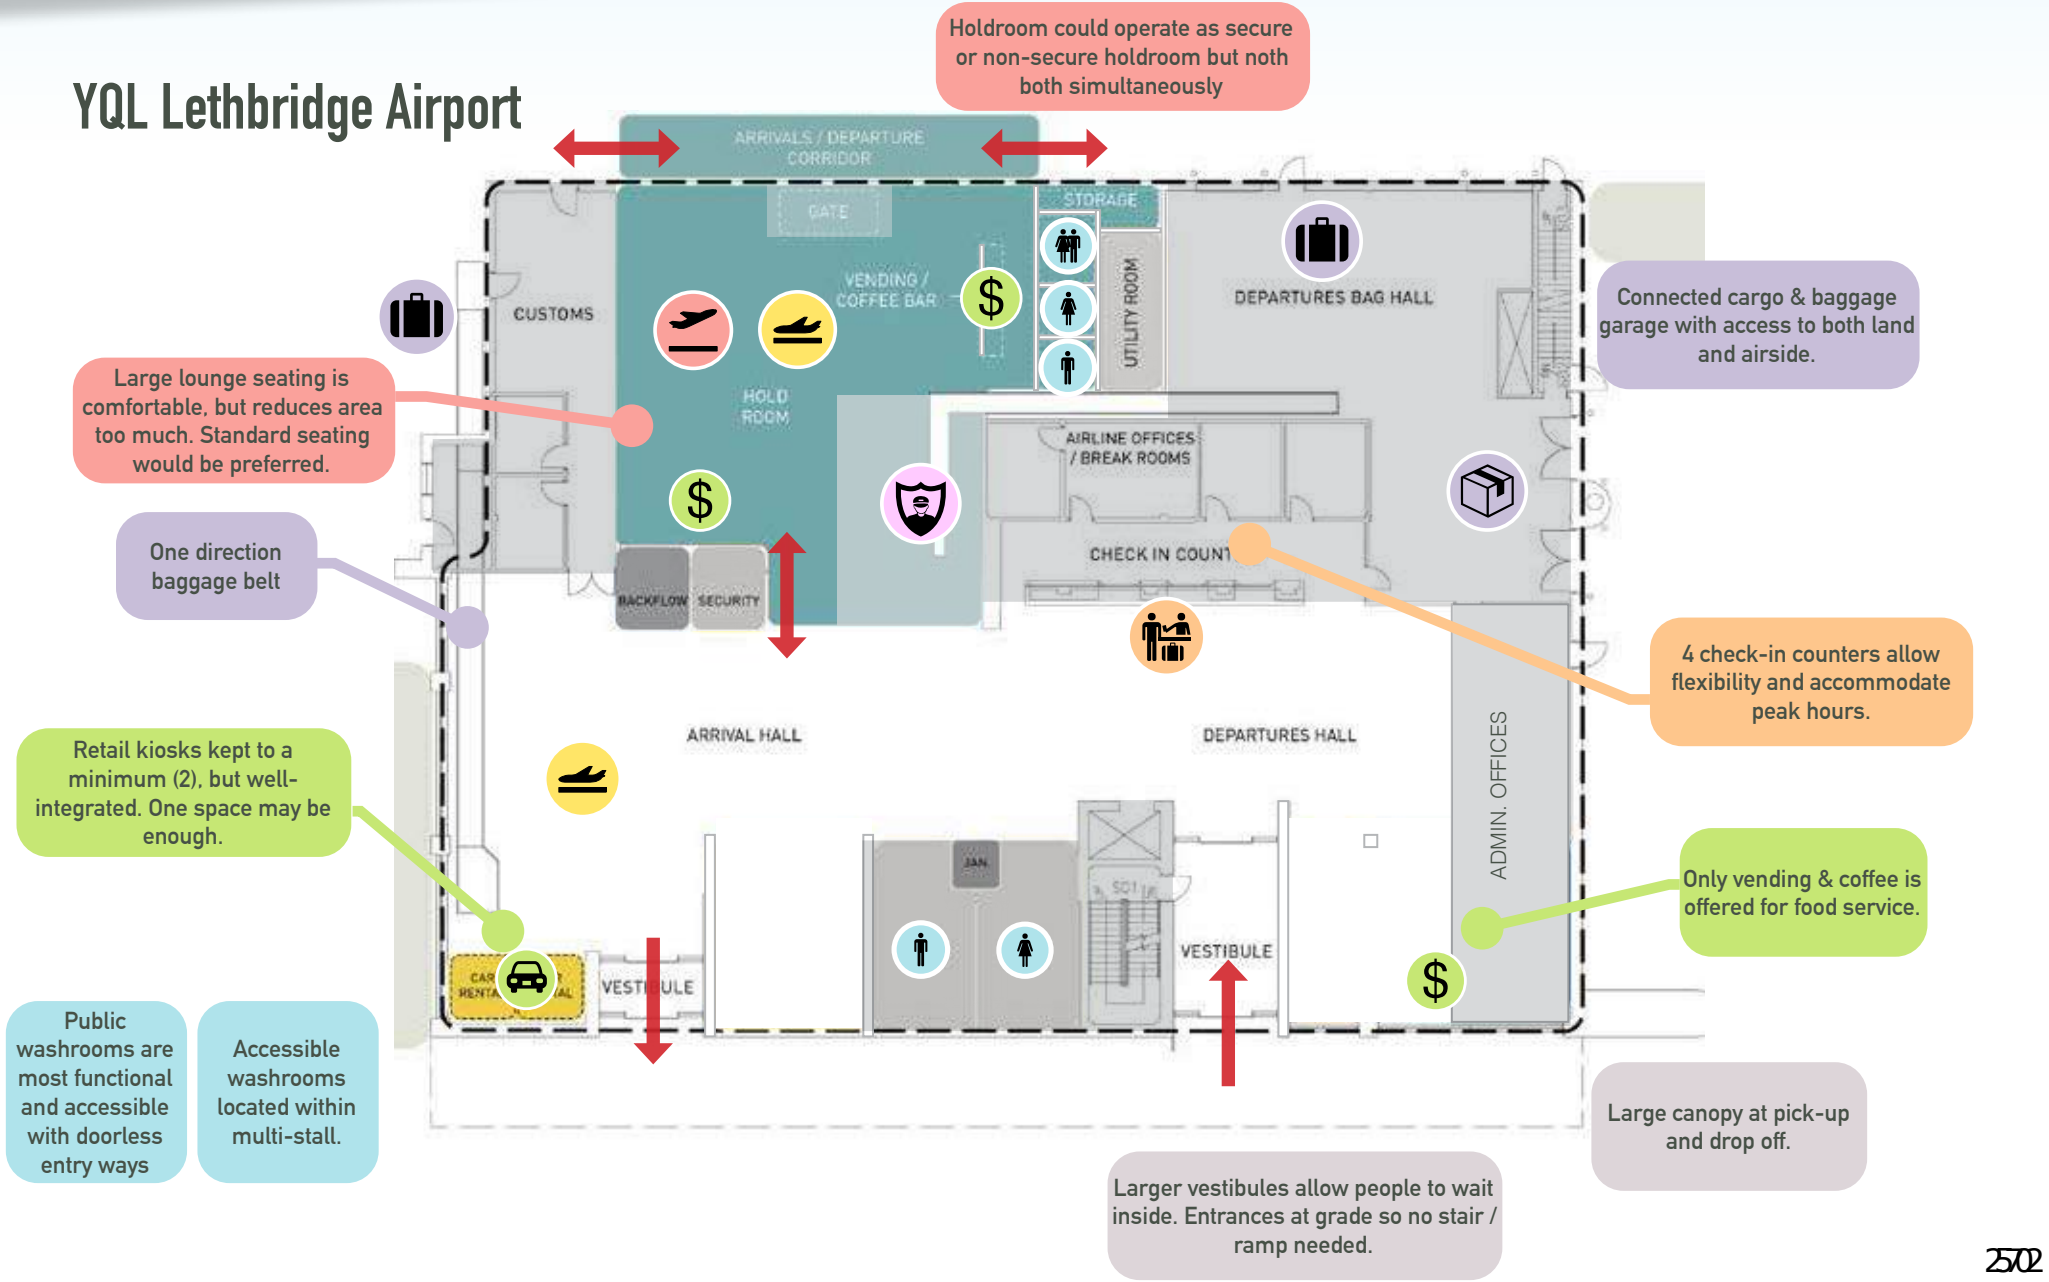 YQL Lethbridge Airport
Holdroom could operate as secure
or non-secure holdroom but noth
both simultaneously
ARRIVALS / DEPARTURE
CORRIDOR
GATE
STORAGE
VENDING /
COFFEE BAR
$
UTILITY ROOM
DEPARTURES BAG HALL
CUSTOMS
Connected cargo & baggage
garage with access to both land
and airside.
Large lounge seating is
comfortable, but reduces area
too much. Standard seating
would be preferred.
HOLD
ROOM
AIRLINE OFFICES
/ BREAK ROOMS
$
One direction
baggage belt
CHECK IN COUNT
BACKFLOW
SECURITY
4 check-in counters allow
flexibility and accommodate
peak hours.
ARRIVAL HALL
DEPARTURES HALL
ADMIN. OFFICES
Retail kiosks kept to a
minimum (2), but well-
integrated. One space may be
enough.
JAN.
Only vending & coffee is
offered for food service.
VESTIBULE
$
CAR
RENTAL
VESTIBULE
Public
washrooms are
most functional
and accessible
with doorless
entry ways
Accessible
washrooms
located within
multi-stall.
Large canopy at pick-up
and drop off.
Larger vestibules allow people to wait
inside. Entrances at grade so no stair /
ramp needed.